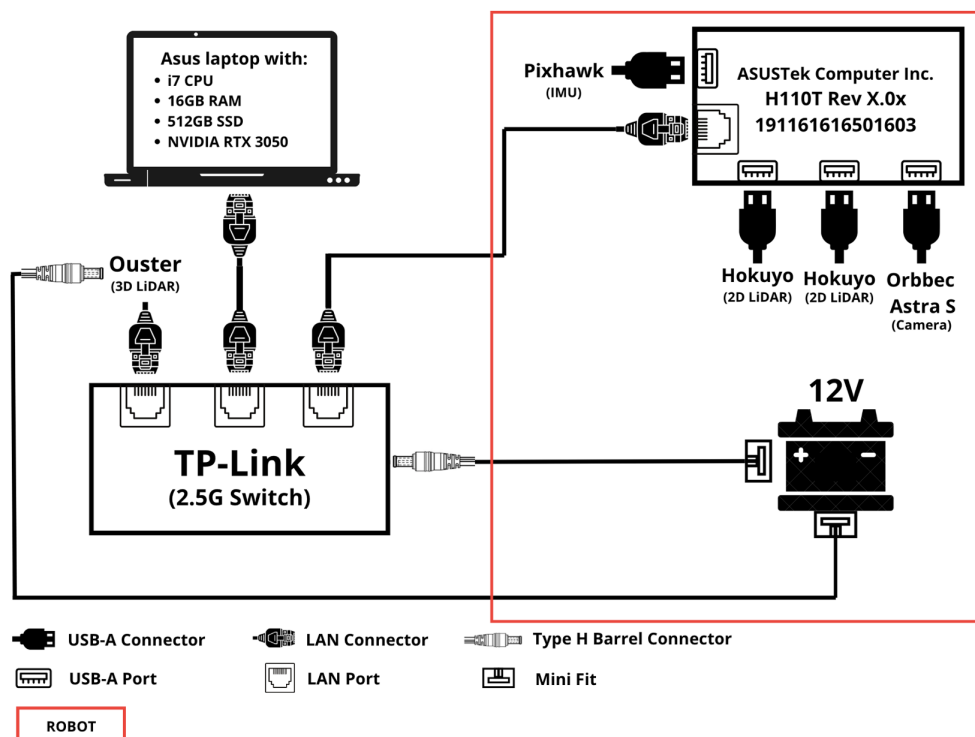 Asus laptop with:
• i7 CPU
• 16GB RAM
• 512GB SSD
• NVIDIA RTX 3050
Pixhawk
(IMU)
ASUSTek Computer Inc.
H110T Rev X.0x
191161616501603
Ouster
(3D LiDAR)
Hokuyo
(2D LiDAR)
Hokuyo
(2D LiDAR)
Orbbec
Astra S
(Camera)
TP-Link
(2.5G Switch)
12V
+ −
USB-A Connector
LAN Connector
Type H Barrel Connector
USB-A Port
LAN Port
Mini Fit
ROBOT